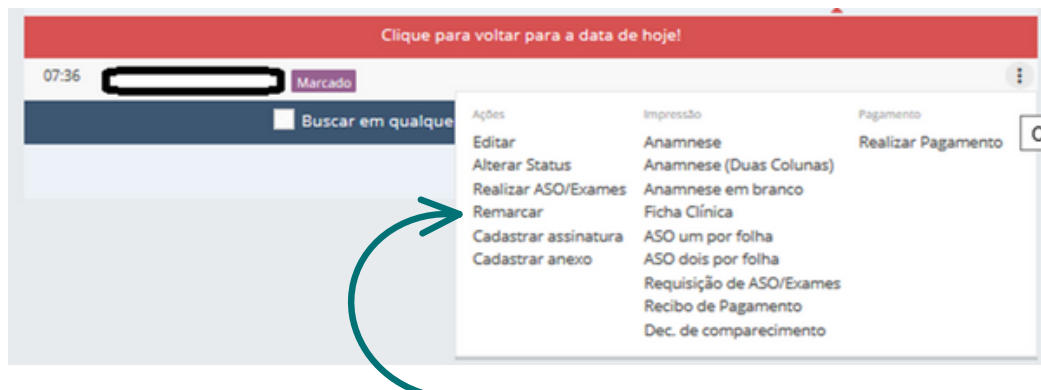 Clique para voltar para a data de hoje!
07:36 Marcado
Buscar em qualque
Ações
Editar
Alterar Status
Realizar ASO/Exames
Remarcar
Cadastrar assinatura
Cadastrar anexo
Impressão
Anamnese
Anamnese (Duas Colunas)
Anamnese em branco
Ficha Clínica
ASO um por folha
ASO dois por folha
Requisição de ASO/Exames
Recibo de Pagamento
Dec. de comparecimento
Pagamento
Realizar Pagamento